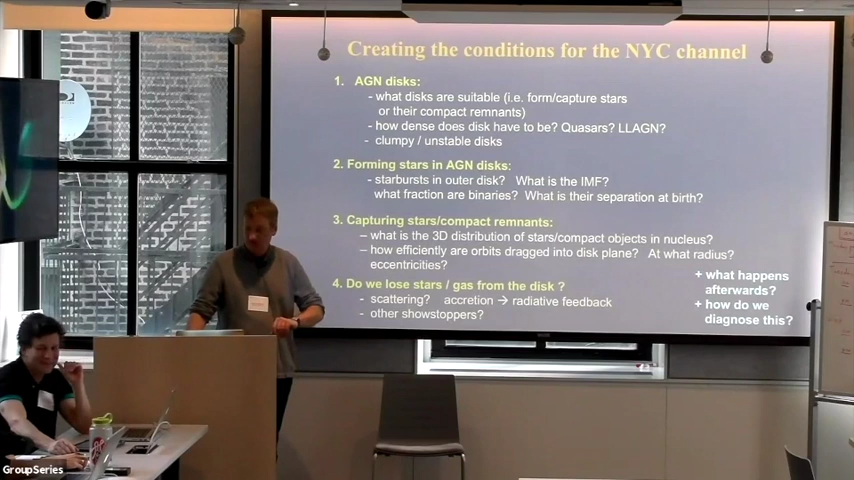 Creating the conditions for the NYC channel
1. AGN disks:
- what disks are suitable (i.e. form/capture stars
or their compact remnants)
- how dense does disk have to be? Quasars? LLAGN?
- clumpy / unstable disks
2. Forming stars in AGN disks:
- starbursts in outer disk? What is the IMF?
what fraction are binaries? What is their separation at birth?
3. Capturing stars/compact remnants:
– what is the 3D distribution of stars/compact objects in nucleus?
– how efficiently are orbits dragged into disk plane? At what radius?
eccentricities?
4. Do we lose stars / gas from the disk ?
- scattering? accretion → radiative feedback
- other showstoppers?
+ what happens
afterwards?
+ how do we
diagnose this?
GroupSeries